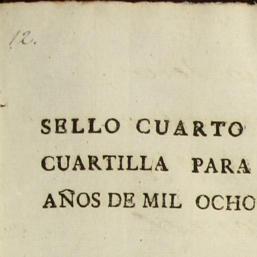 12.
SELLO CUARTO
CUARTILLA PARA
AÑOS DE MIL OCHO